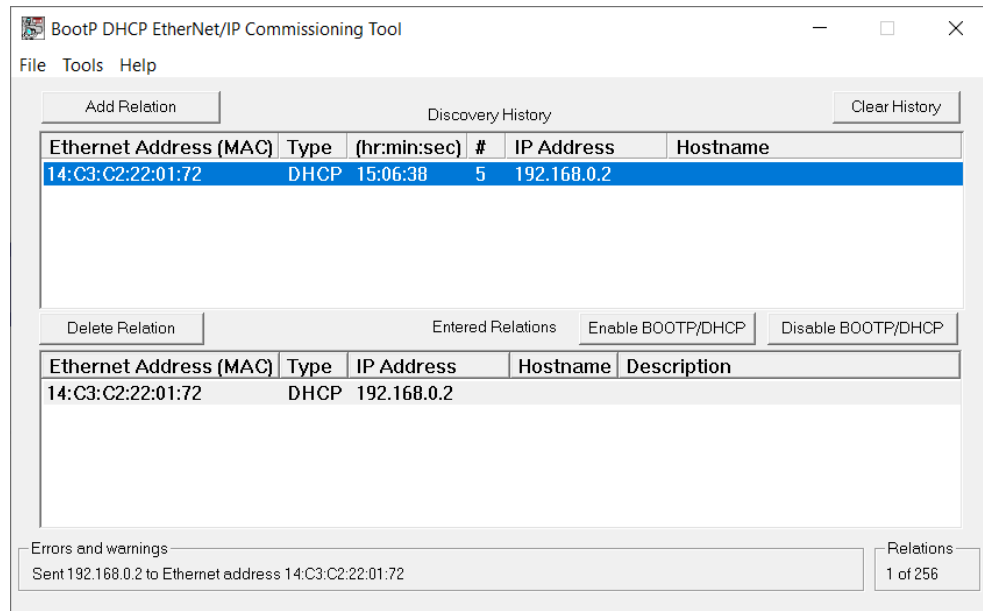 BootP DHCP EtherNet/IP Commissioning Tool
File Tools Help
Add Relation Discovery History Clear History
Ethernet Address (MAC) Type (hr:min:sec) # IP Address Hostname
14:C3:C2:22:01:72 DHCP 15:06:38 5 192.168.0.2
Delete Relation Entered Relations Enable BOOTP/DHCP Disable BOOTP/DHCP
Ethernet Address (MAC) Type IP Address Hostname Description
14:C3:C2:22:01:72 DHCP 192.168.0.2
Errors and warnings Relations
Sent 192.168.0.2 to Ethernet address 14:C3:C2:22:01:72 1 of 256